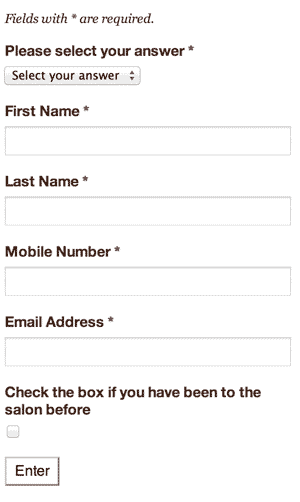 Fields with * are required.
Please select your answer *
Select your answer
First Name *
Last Name *
Mobile Number *
Email Address *
Check the box if you have been to the
salon before
Enter